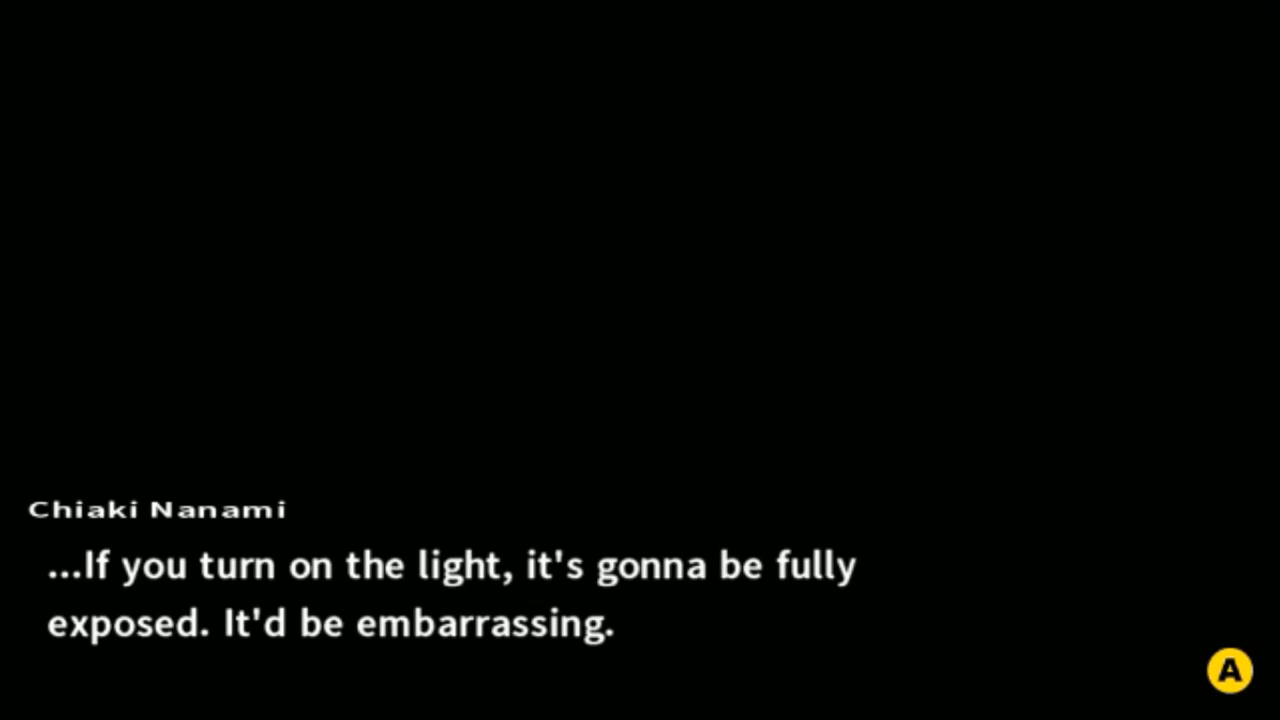 Chiaki Nanami
...If you turn on the light, it's gonna be fully
exposed. It'd be embarrassing.
A